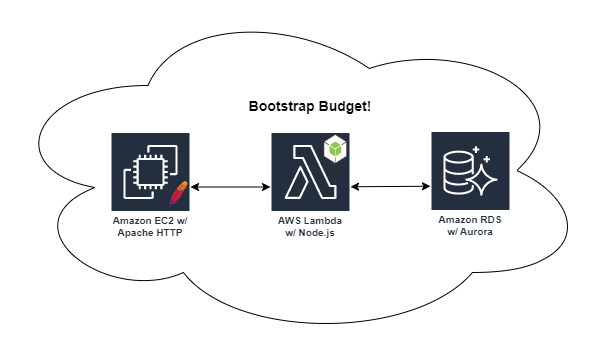 Bootstrap Budget!
Amazon EC2 w/
Apache HTTP
AWS Lambda
w/ Node.js
Amazon RDS
w/ Aurora